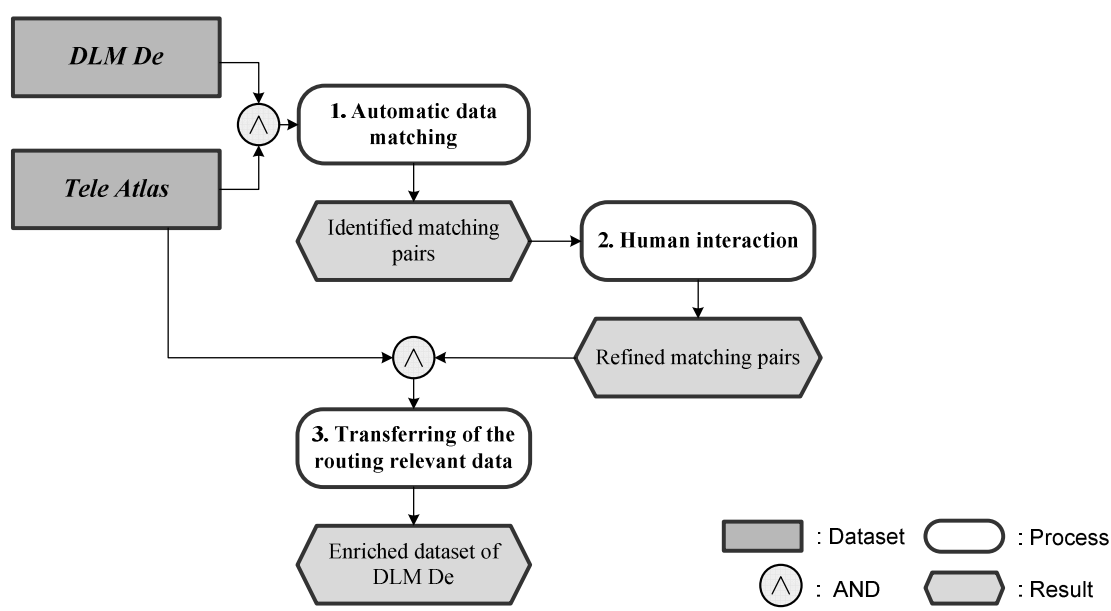 DLM De
1. Automatic data
matching
Tele Atlas
Identified matching
pairs
2. Human interaction
Refined matching pairs
3. Transferring of the
routing relevant data
Enriched dataset of
DLM De
: Dataset
: Process
: AND
: Result